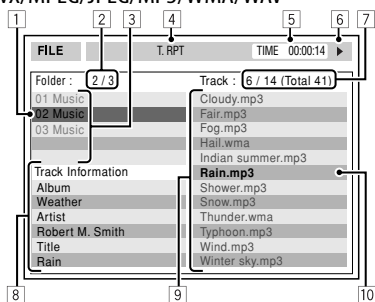 VX/MPEG/JPEG/MP3/WMA/WAV
1 2 3 4 5 6 7
FILE T. RPT TIME 00:00:14
Folder : 2 / 3 Track : 6 / 14 (Total 41)
01 Music
02 Music
03 Music
Track Information
Album
Weather
Artist
Robert M. Smith
Title
Rain
Cloudy.mp3
Fair.mp3
Fog.mp3
Hail.wma
Indian summer.mp3
Rain.mp3
Shower.mp3
Snow.mp3
Thunder.wma
Typhoon.mp3
Wind.mp3
Winter sky.mp3
8 9 10